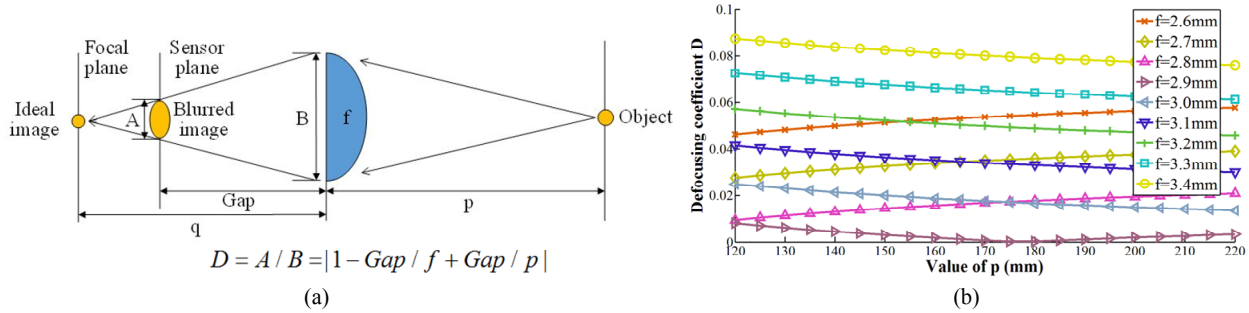 Focal
plane
Sensor
plane
Ideal
image
A
Blurred
image
B
f
Object
Gap
p
q
D = A / B =| 1 − Gap / f + Gap / p |
(a)
Defocusing coefficient D
0.1
0.08
0.06
0.04
0.02
0
120 130 140 150 160 170 180 190 200 210 220
Value of p (mm)
f=2.6mm
f=2.7mm
f=2.8mm
f=2.9mm
f=3.0mm
f=3.1mm
f=3.2mm
f=3.3mm
f=3.4mm
(b)